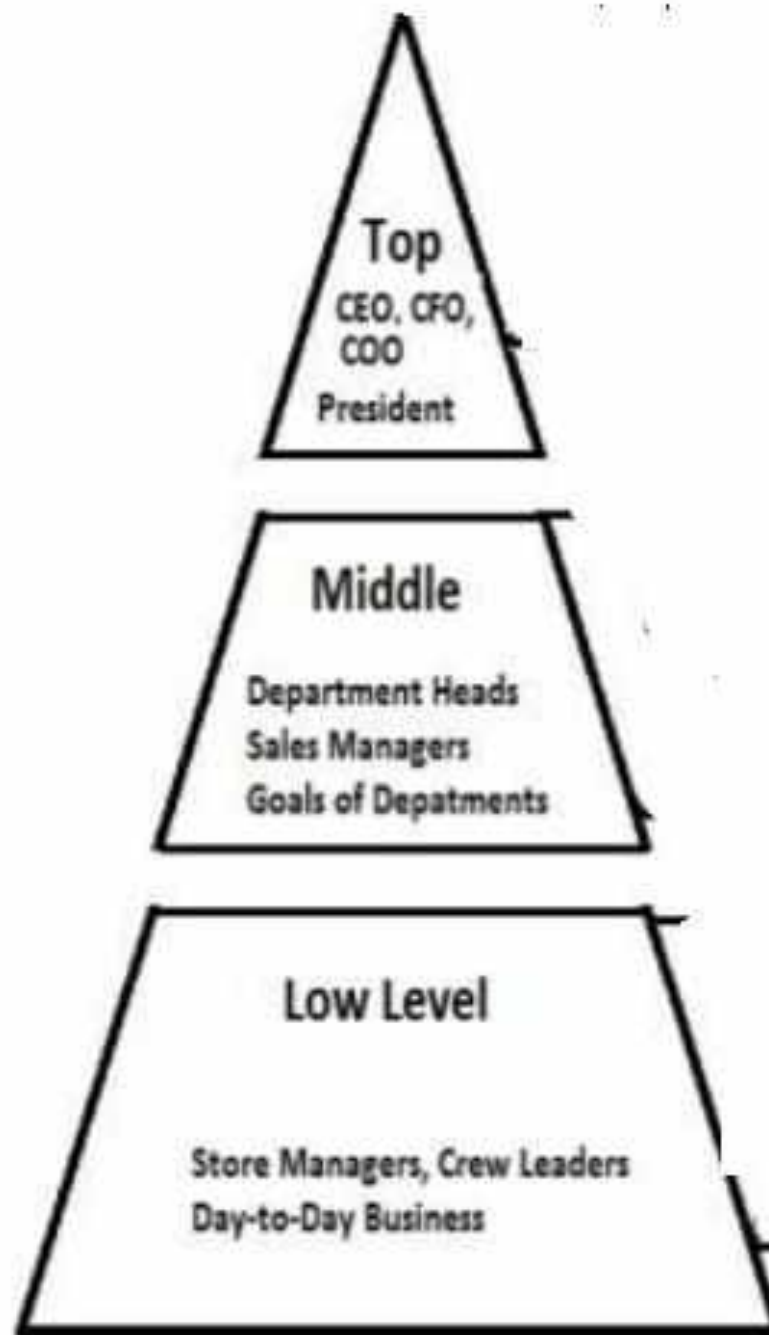 Top
CEO. CFO,
COO
President
Middle
Department Heads
Sales Managers
Goals of Depatments
Low Level
Store Managers, Crew Leaders
Day-to-Day Business